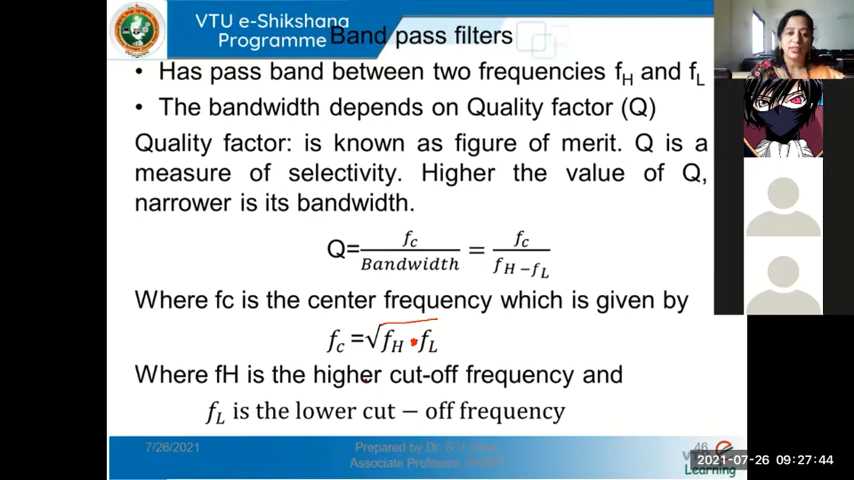 VTU e-Shikshana
Programme
Band pass filters
• Has pass band between two frequencies fH and fL
• The bandwidth depends on Quality factor (Q)
Quality factor: is known as figure of merit. Q is a
measure of selectivity. Higher the value of Q,
narrower is its bandwidth.
Q= fc / Bandwidth = fc / fH −fL
Where fc is the center frequency which is given by
fc =√fH • fL
Where fH is the higher cut-off frequency and
fL is the lower cut − off frequency
7/26/2021
Prepared by Dr. S
Associate Professor
46
2021-07-26 09:27:44
Learning